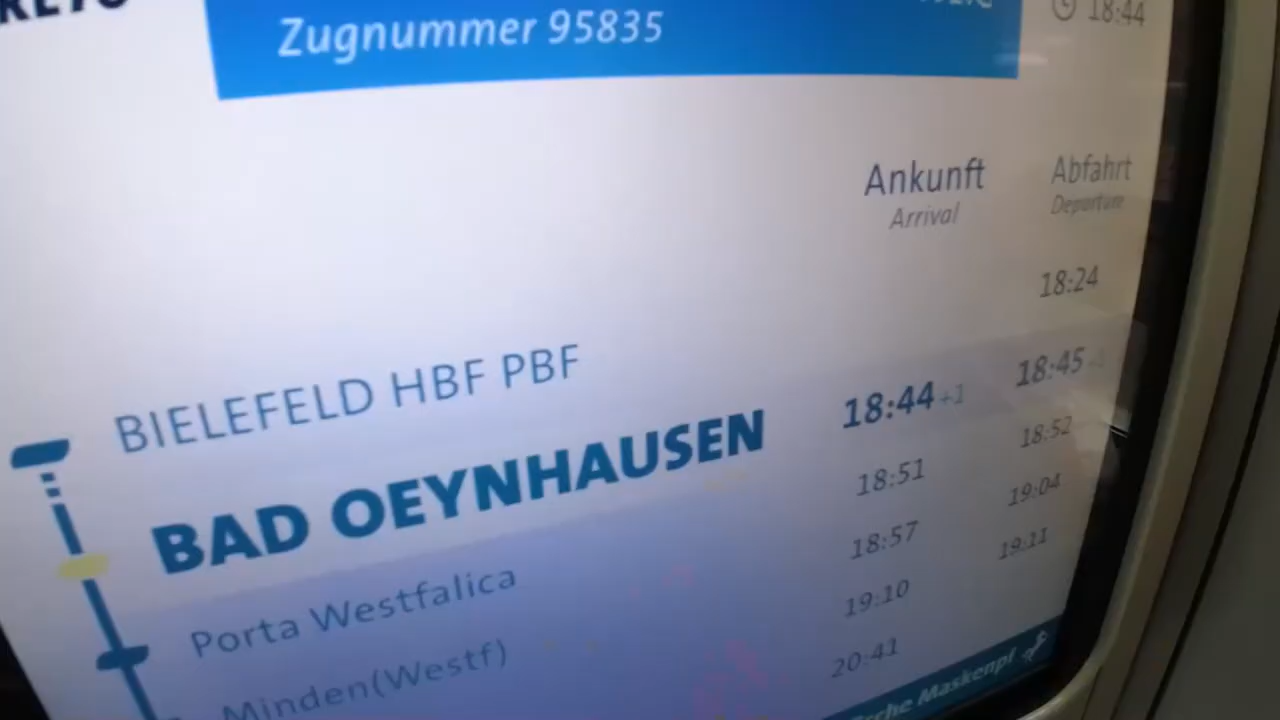 Zugnummer 95835
18:44
Ankunft Abfahrt
Arrival Departure
BIELEFELD HBF PBF 18:24
BAD OEYNHAUSEN 18:44 +1 18:45
Porta Westfalica 18:51 18:52
Minden(Westf) 18:57 19:04
19:10 19:11
20:41